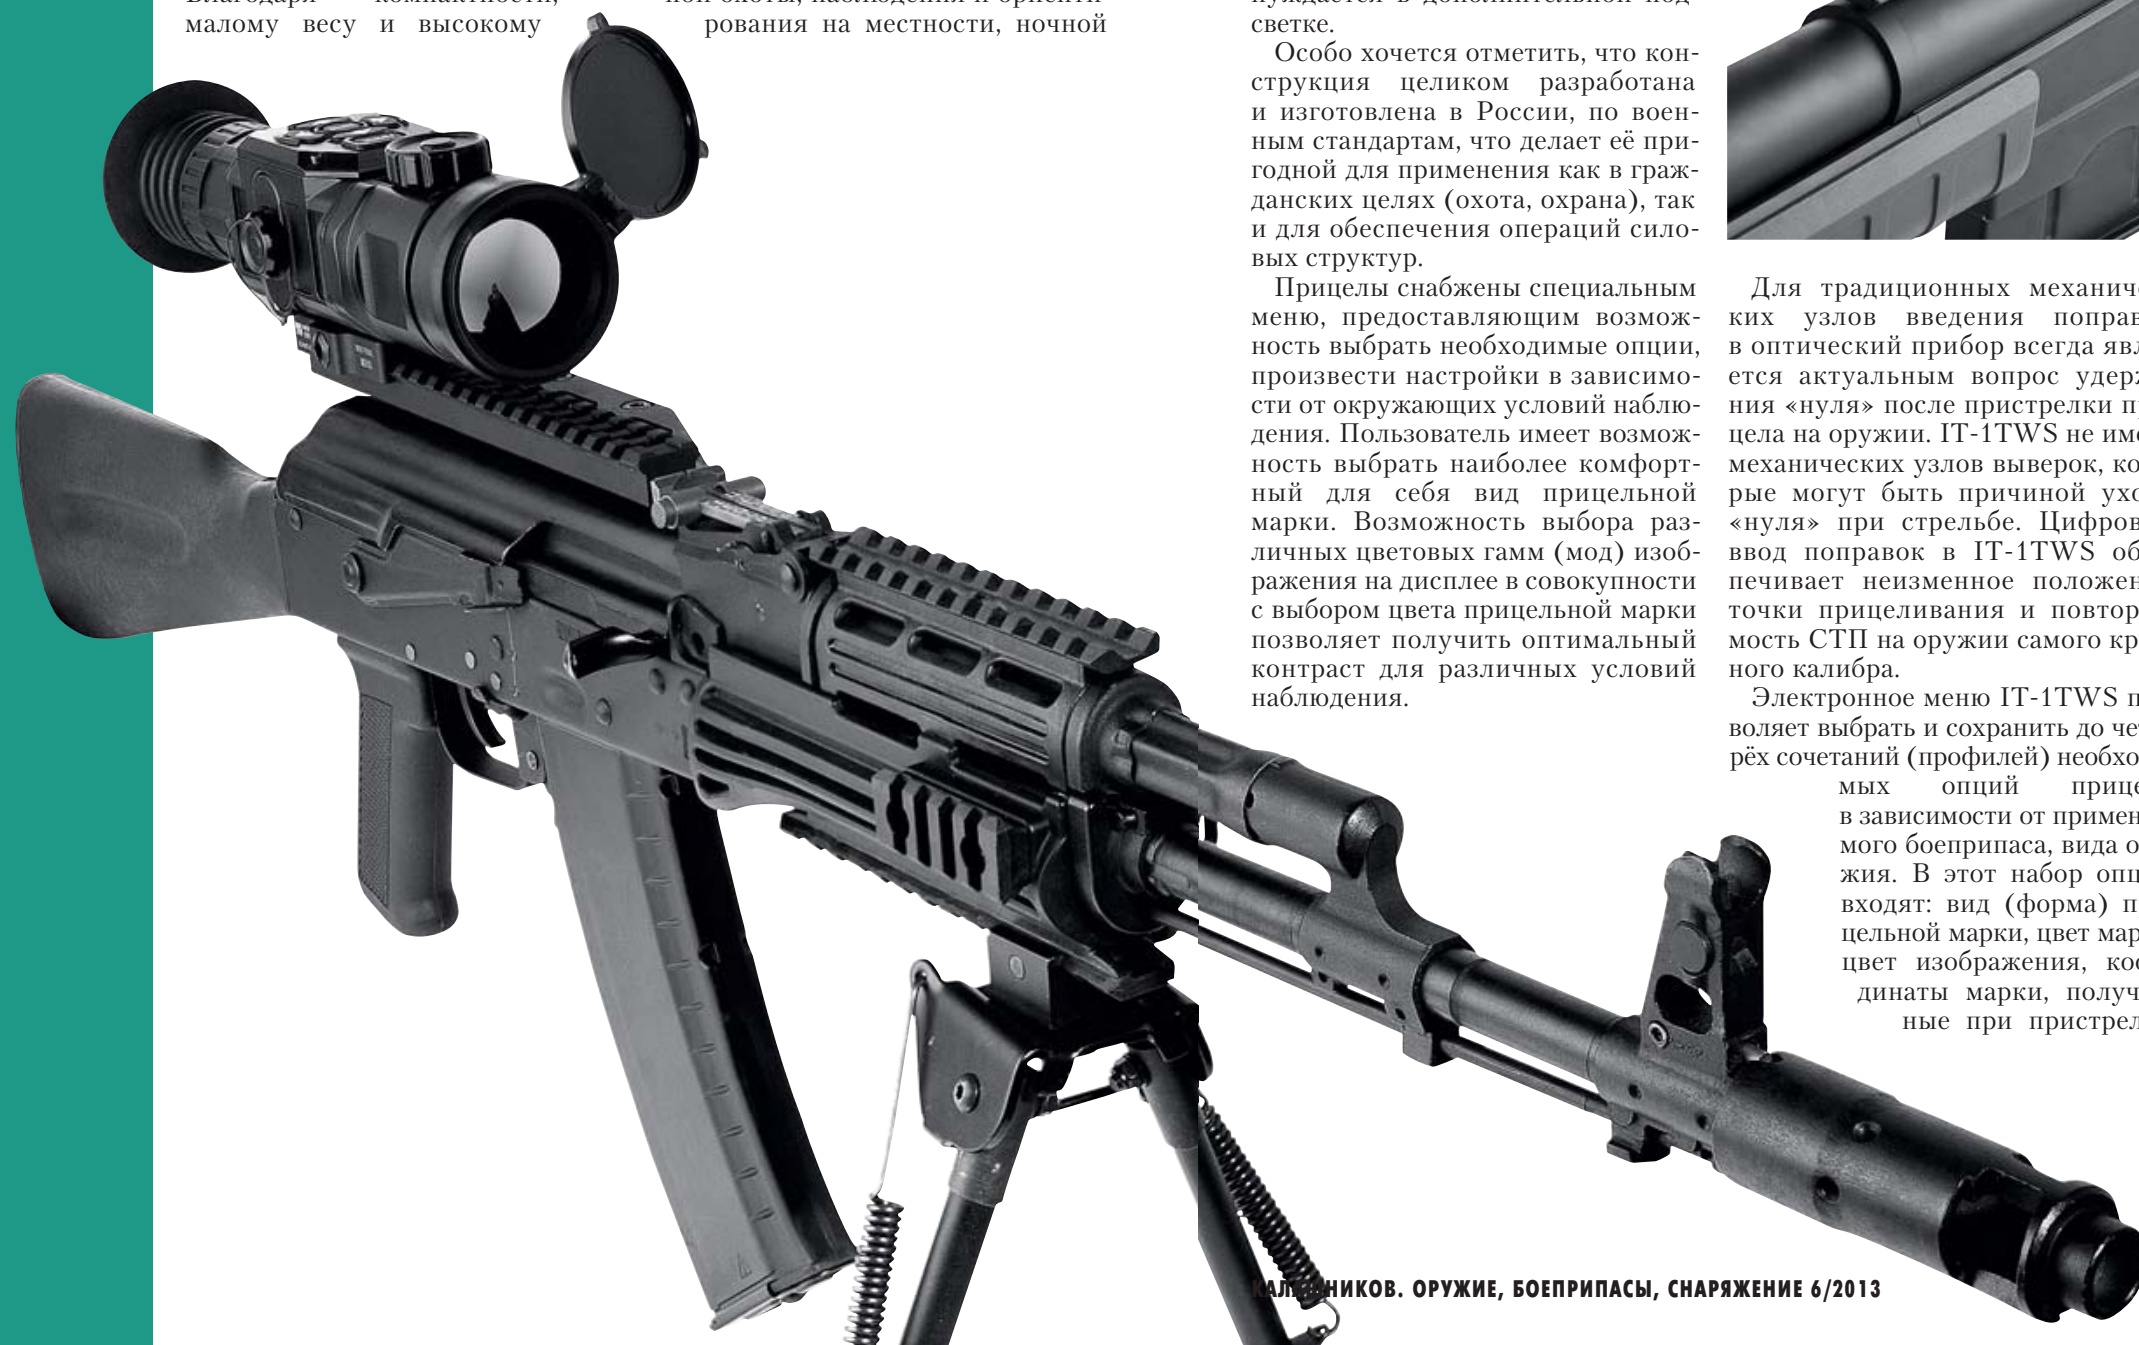 малому весу и высокому
рования на местности, ночной
светке.
Особо хочется отметить, что кон-
струкция целиком разработана
и изготовлена в России, по воен-
ным стандартам, что делает её при-
годной для применения как в граж-
данских целях (охота, охрана), так
и для обеспечения операций сило-
вых структур.
Прицелы снабжены специальным
меню, предоставляющим возмож-
ность выбрать необходимые опции,
произвести настройки в зависимо-
сти от окружающих условий наблю-
дения. Пользователь имеет возмож-
ность выбрать наиболее комфорт-
ный для себя вид прицельной
марки. Возможность выбора раз-
личных цветовых гамм (мод) изоб-
ражения на дисплее в совокупности
с выбором цвета прицельной марки
позволяет получить оптимальный
контраст для различных условий
наблюдения.
Для традиционных механиче
ких узлов введения поправ
в оптический прибор всегда явл
ется актуальным вопрос удерж
ния «нуля» после пристрелки пр
цела на оружии. IT-1TWS не име
механических узлов выверок, ко
рые могут быть причиной ухо
«нуля» при стрельбе. Цифров
ввод поправок в IT-1TWS об
печивает неизменное положен
точки прицеливания и повтор
мость СТП на оружии самого кр
ного калибра.
Электронное меню IT-1TWS п
воляет выбрать и сохранить до чет
рёх сочетаний (профилей) необхо
мых опций прице
в зависимости от примен
мого боеприпаса, вида о
жия. В этот набор опц
входят: вид (форма) п
цельной марки, цвет мар
цвет изображения, коо
динаты марки, получ
ные при пристрел
ОРУЖИЕ, БОЕПРИПАСЫ, СНАРЯЖЕНИЕ 6/2013